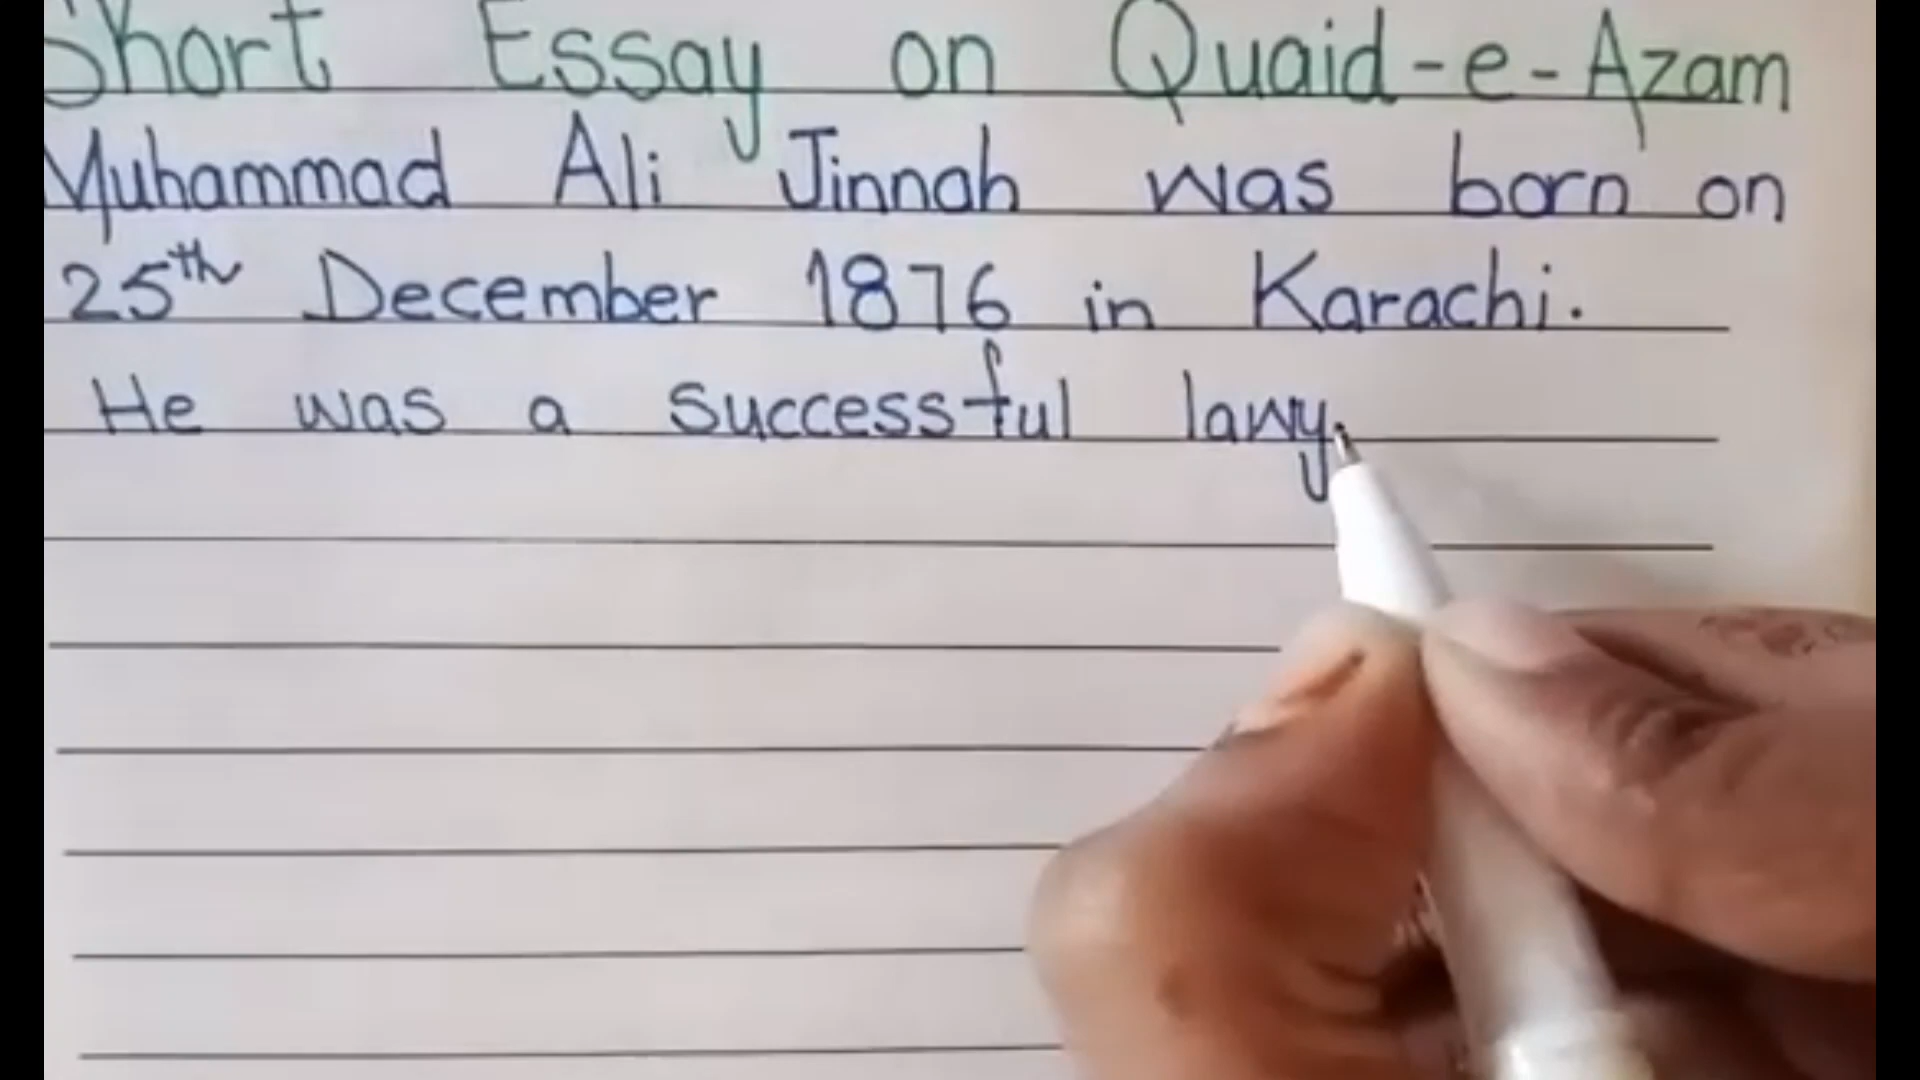 Short Essay on Quaid-e-Azam
Muhammad Ali Jinnah was born on
25th December 1876 in Karachi.
He was a successful lawy